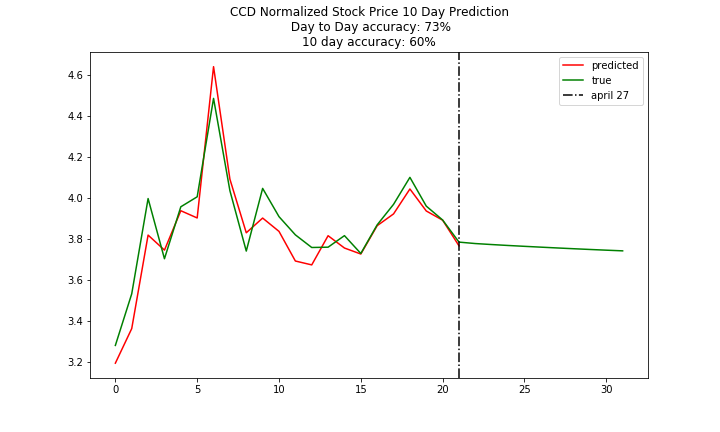 CCD Normalized Stock Price 10 Day Prediction
Day to Day accuracy: 73%
10 day accuracy: 60%
predicted
true
april 27
4.6
4.4
4.2
4.0
3.8
3.6
3.4
3.2
0 5 10 15 20 25 30